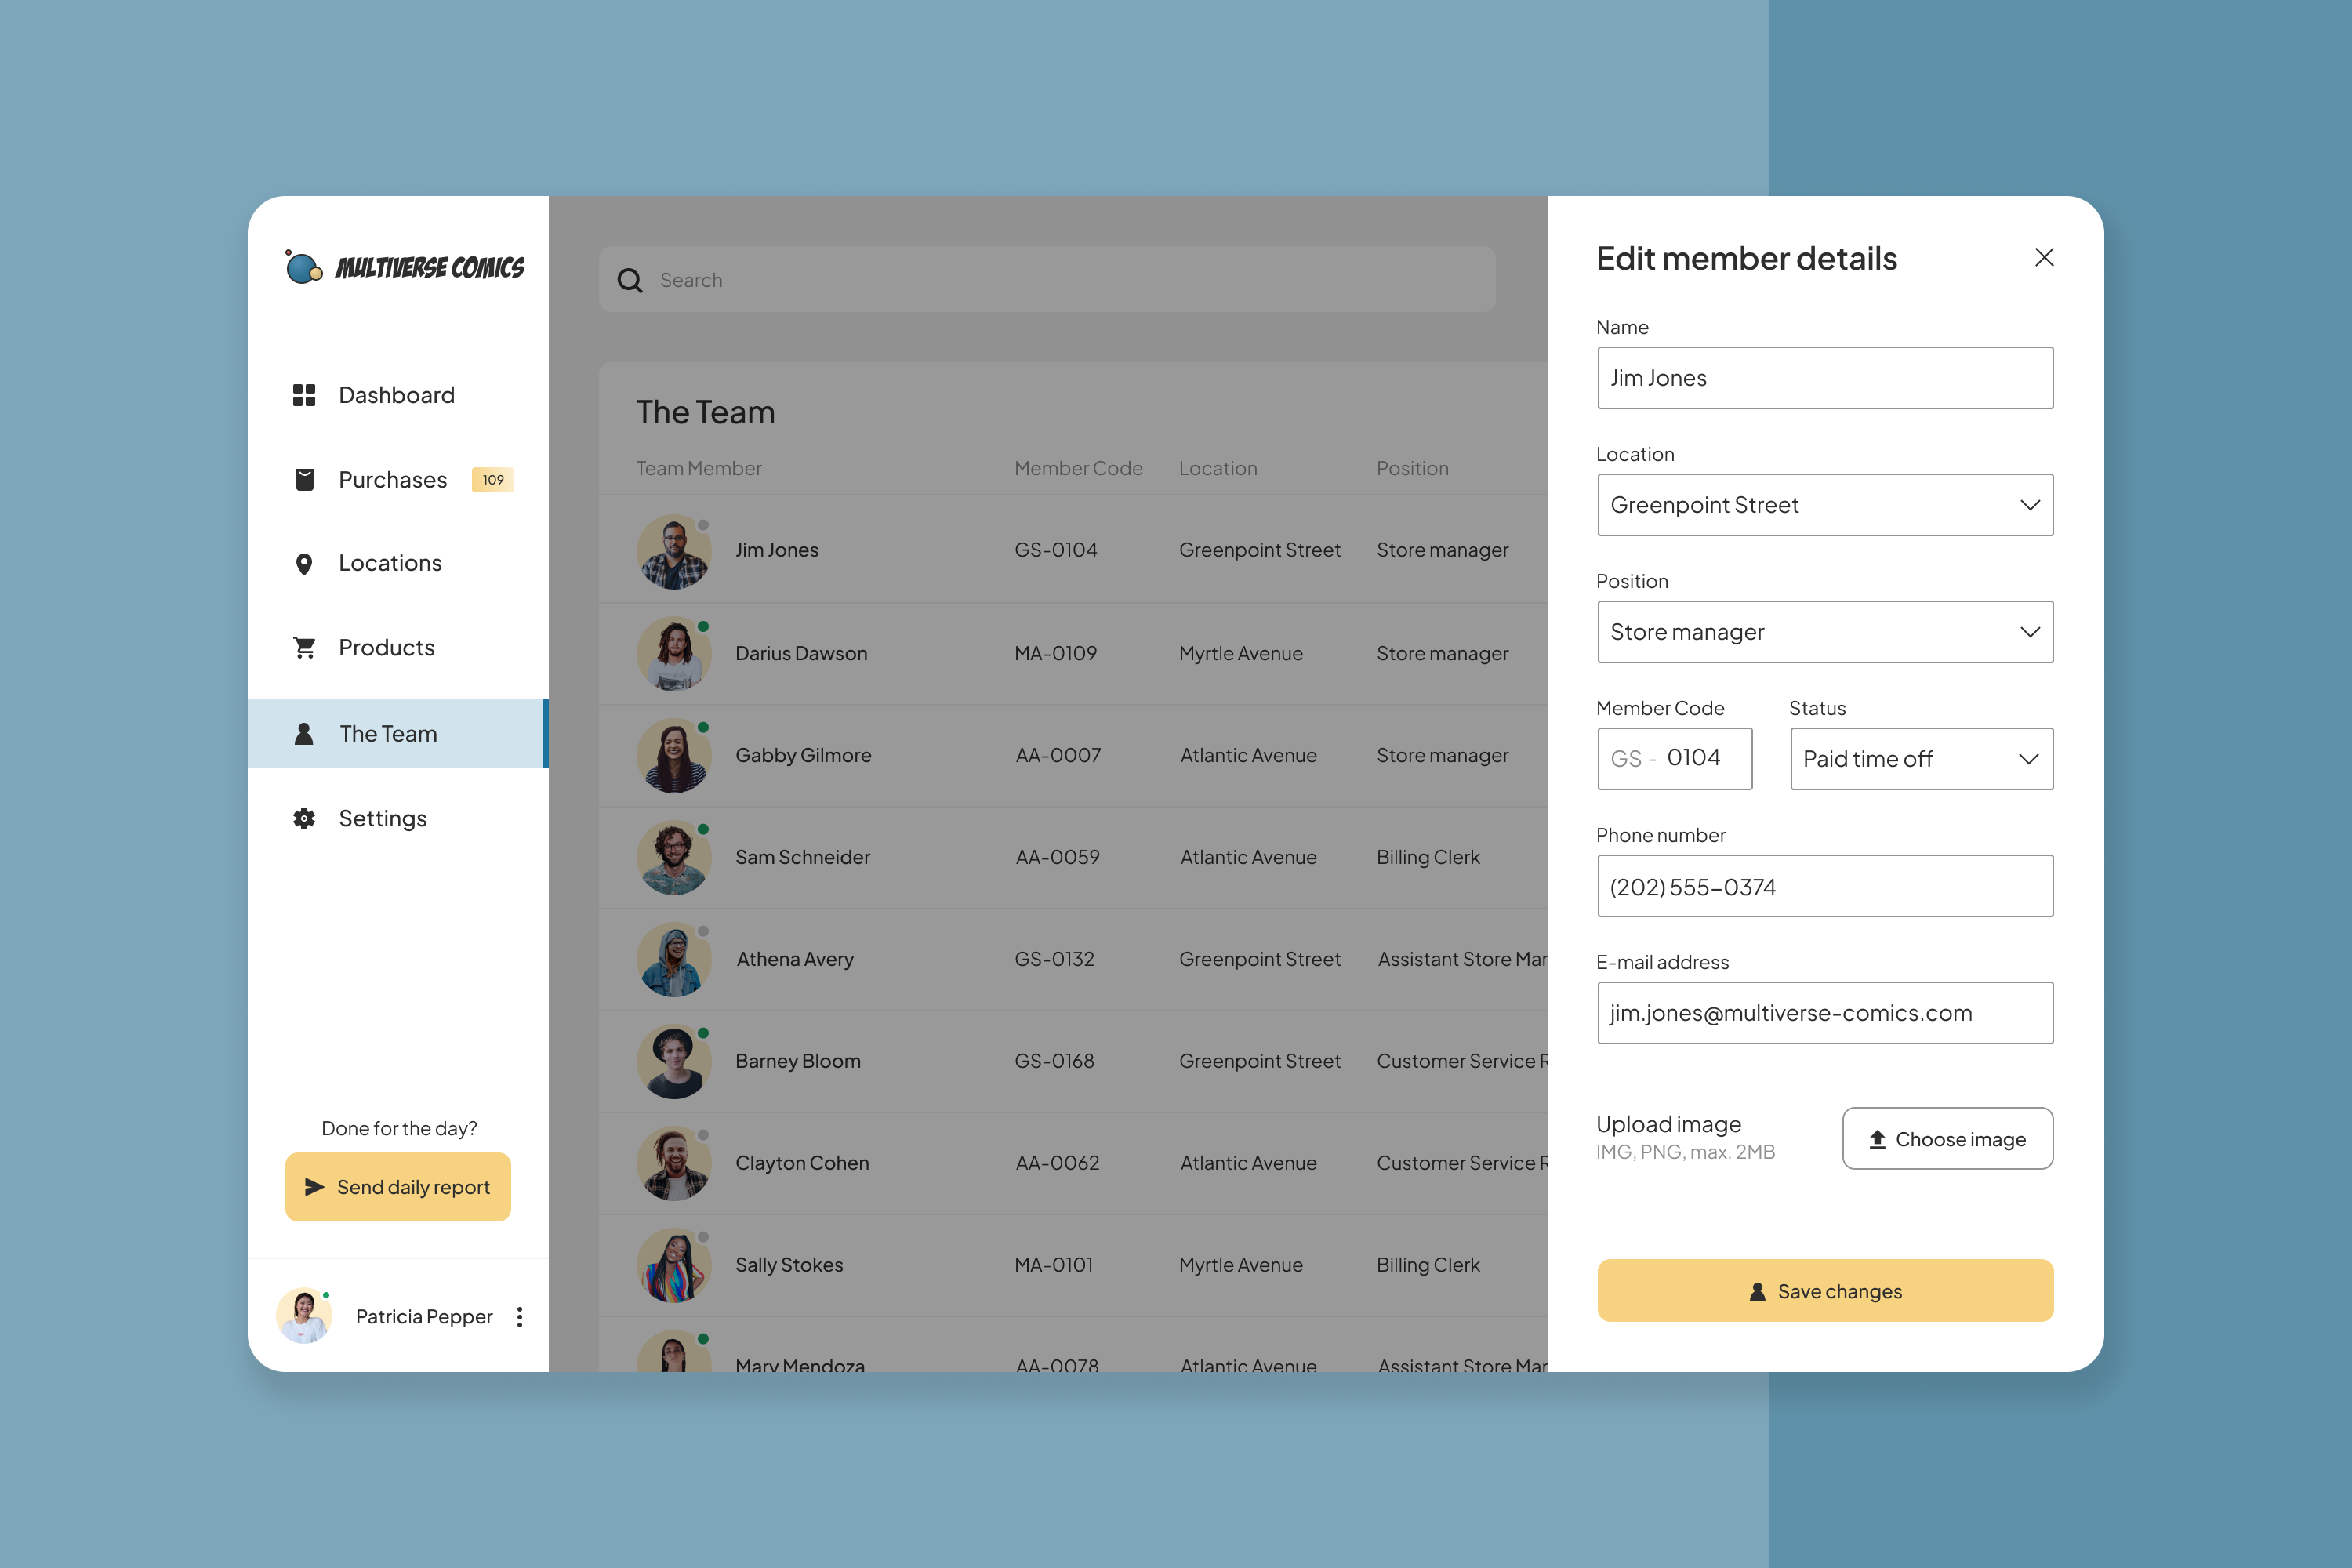 MULTIVERSE COMICS
Dashboard
Purchases 109
Locations
Products
The Team
Settings
Done for the day?
Send daily report
Patricia Pepper
Search
The Team
Team Member Member Code Location Position
Jim Jones GS-0104 Greenpoint Street Store manager
Darius Dawson MA-0109 Myrtle Avenue Store manager
Gabby Gilmore AA-0007 Atlantic Avenue Store manager
Sam Schneider AA-0059 Atlantic Avenue Billing Clerk
Athena Avery GS-0132 Greenpoint Street Assistant Store Mar
Barney Bloom GS-0168 Greenpoint Street Customer Service R
Clayton Cohen AA-0062 Atlantic Avenue Customer Service R
Sally Stokes MA-0101 Myrtle Avenue Billing Clerk
Mary Mendoza AA-0078 Atlantic Avenue Assistant Store Mar
Edit member details
Name
Jim Jones
Location
Greenpoint Street
Position
Store manager
Member Code Status
GS - 0104 Paid time off
Phone number
(202) 555–0374
E-mail address
jim.jones@multiverse-comics.com
Upload image
IMG, PNG, max. 2MB
Choose image
Save changes